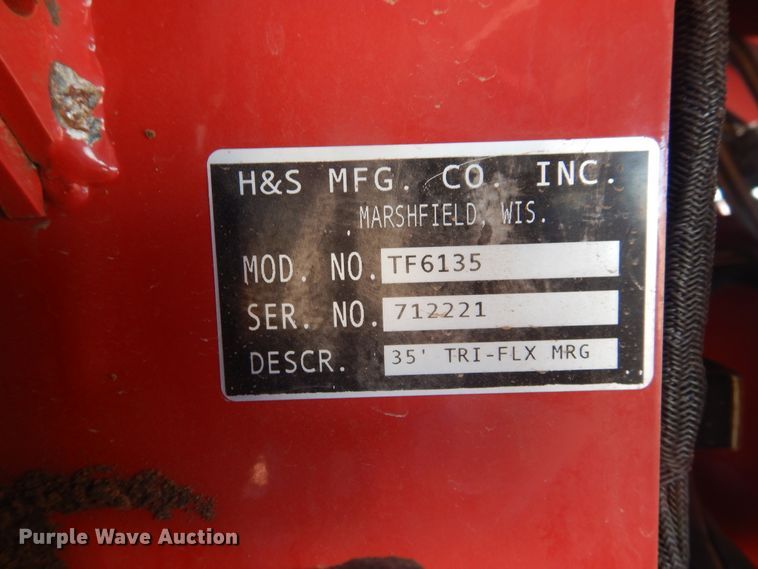 H&S MFG. CO. INC.
MARSHFIELD, WIS.
MOD. NO. TF6135
SER. NO. 712221
DESCR. 35' TRI-FLX MRG
Purple Wave Auction